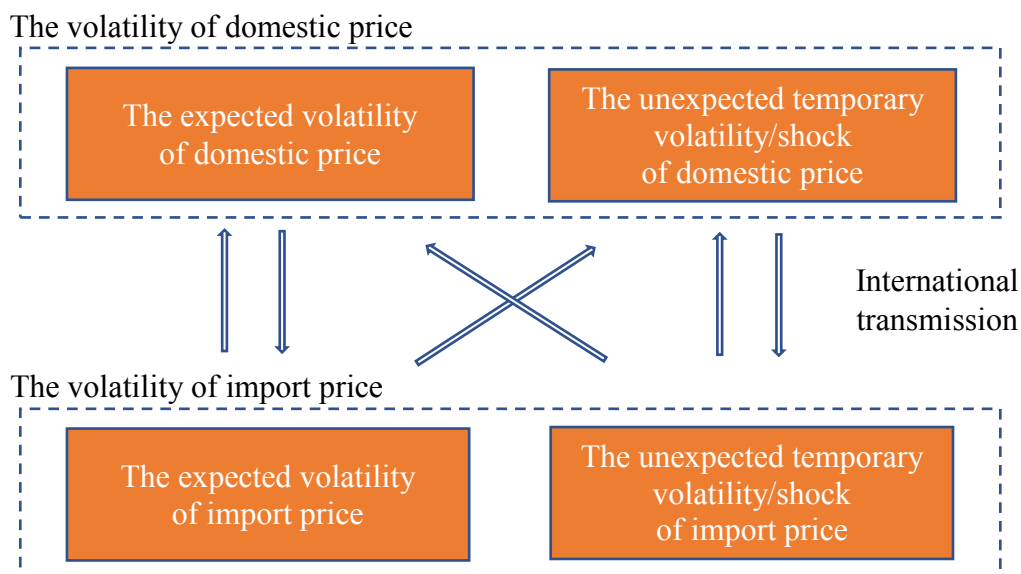 The volatility of domestic price
The expected volatility
of domestic price
The unexpected temporary
volatility/shock
of domestic price
International
transmission
The volatility of import price
The expected volatility
of import price
The unexpected temporary
volatility/shock
of import price